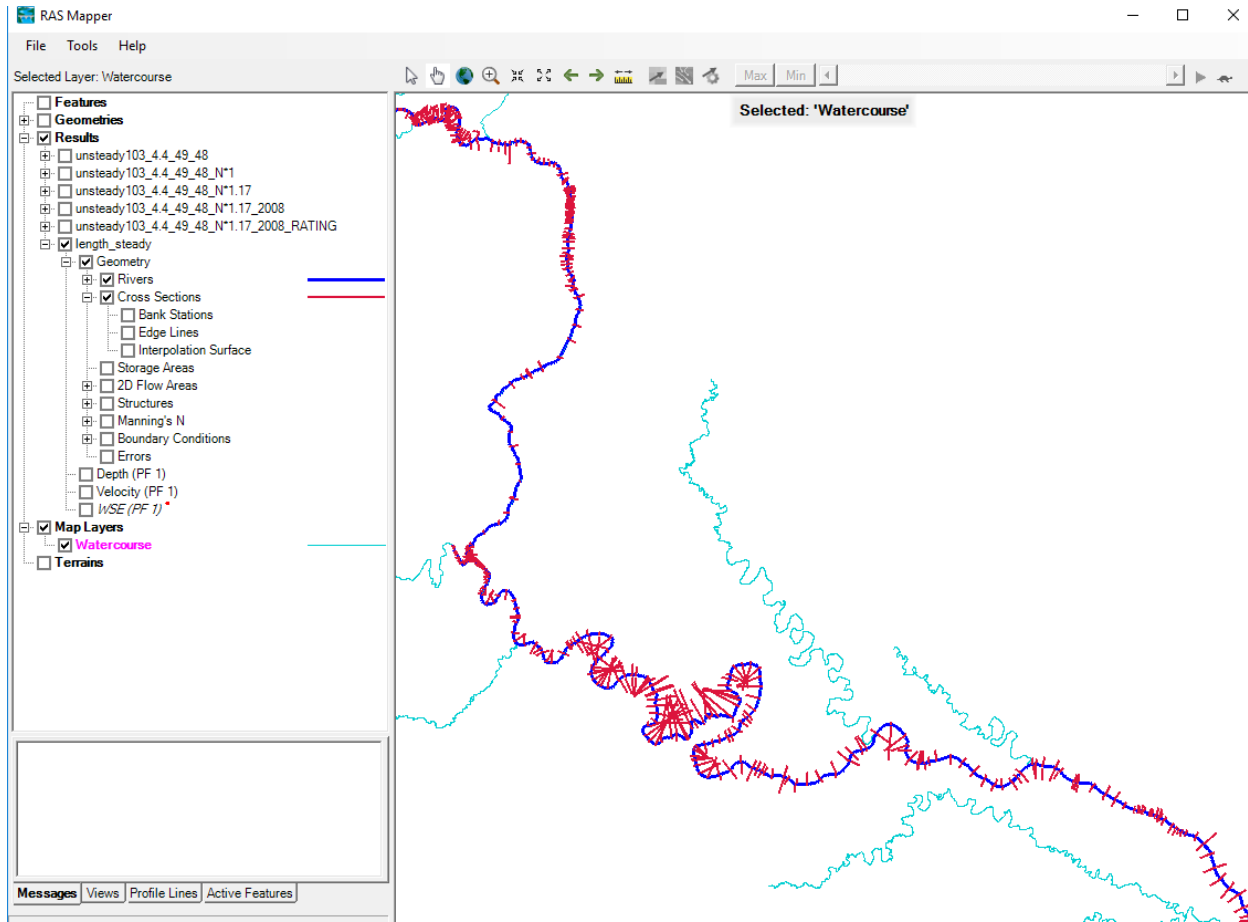 RAS Mapper
File Tools Help
Selected Layer: Watercourse
Max Min
Features
Geometries
Results
unsteady103_4.4_49_48
unsteady103_4.4_49_48_N*1
unsteady103_4.4_49_48_N*1.17
unsteady103_4.4_49_48_N*1.17_2008
unsteady103_4.4_49_48_N*1.17_2008_RATING
length_steady
Geometry
Rivers
Cross Sections
Bank Stations
Edge Lines
Interpolation Surface
Storage Areas
2D Flow Areas
Structures
Manning's N
Boundary Conditions
Errors
Depth (PF 1)
Velocity (PF 1)
WSE (PF 1)
Map Layers
Watercourse
Terrains
Selected: 'Watercourse'
Messages Views Profile Lines Active Features